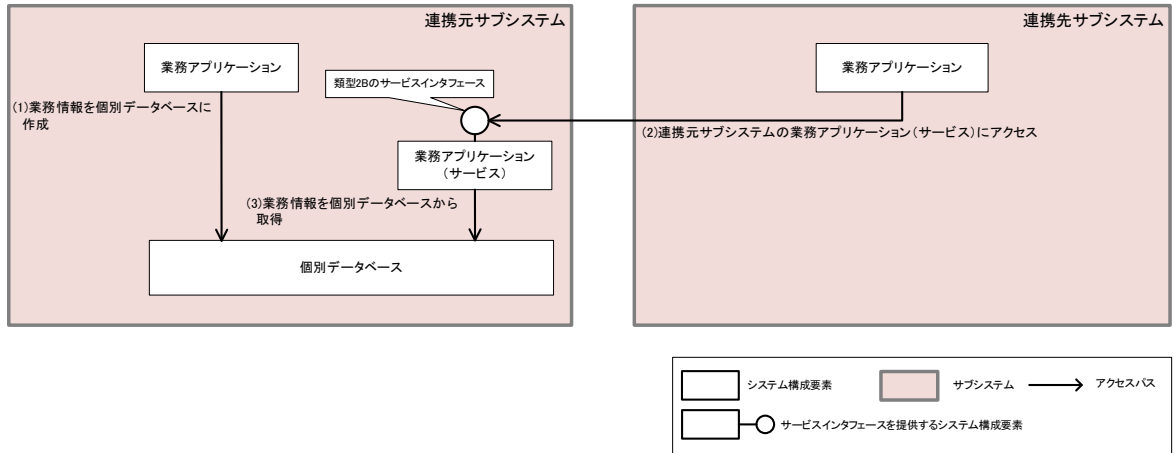 連携元サブシステム
業務アプリケーション
類型2Bのサービスインタフェース
(1)業務情報を個別データベースに
作成
業務アプリケーション
(サービス)
(3)業務情報を個別データベースから
取得
個別データベース
連携先サブシステム
業務アプリケーション
(2)連携元サブシステムの業務アプリケーション(サービス)にアクセス
システム構成要素
サブシステム
アクセスパス
サービスインタフェースを提供するシステム構成要素